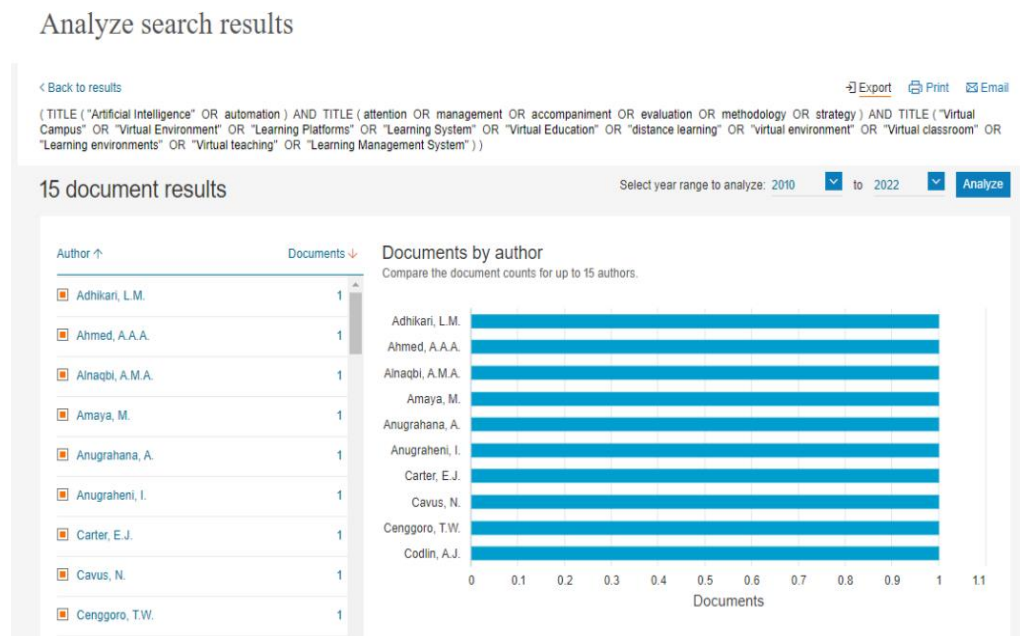 Analyze search results
< Back to results
Export Print Email
( TITLE ( "Artificial Intelligence" OR automation ) AND TITLE ( attention OR management OR accompaniment OR evaluation OR methodology OR strategy ) AND TITLE ( "Virtual
Campus" OR "Virtual Environment" OR "Learning Platforms" OR "Learning System" OR "Virtual Education" OR "distance learning" OR "virtual environment" OR "Virtual classroom" OR
"Learning environments" OR "Virtual teaching" OR "Learning Management System" ) )
15 document results
Select year range to analyze: 2010 to 2022 Analyze
Author ↑ Documents ↓
Adhikari, L.M. 1
Ahmed, A.A.A. 1
Alnaqbi, A.M.A. 1
Amaya, M. 1
Anugrahana, A. 1
Anugraheni, I. 1
Carter, E.J. 1
Cavus, N. 1
Cenggoro, T.W. 1
Documents by author
Compare the document counts for up to 15 authors.
Adhikari, L.M.
Ahmed, A.A.A.
Alnaqbi, A.M.A.
Amaya, M.
Anugrahana, A.
Anugraheni, I.
Carter, E.J.
Cavus, N.
Cenggoro, T.W.
Codlin, A.J.
0 0.1 0.2 0.3 0.4 0.5 0.6 0.7 0.8 0.9 1 1.1
Documents